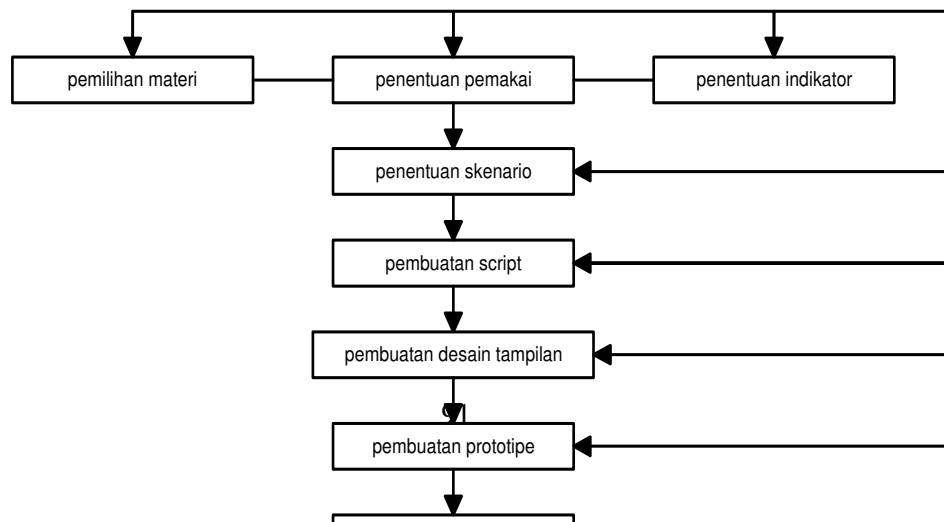 pemilihan materi
penentuan pemakai
penentuan indikator
penentuan skenario
pembuatan script
pembuatan desain tampilan
pembuatan prototipe